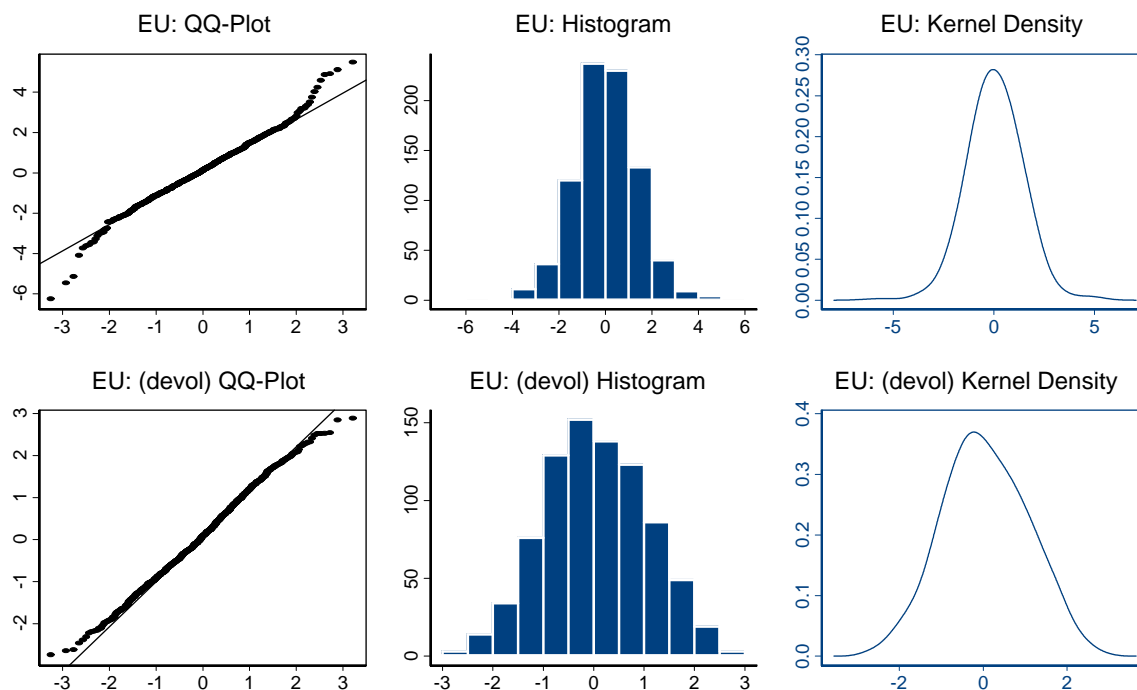 EU: QQ-Plot
EU: Histogram
EU: Kernel Density
4
2
0
-2
-4
-6
-3 -2 -1 0 1 2 3
200
150
100
50
0
-6 -4 -2 0 2 4 6
0.30
0.25
0.20
0.15
0.10
0.05
0.00
-5 0 5
EU: (devol) QQ-Plot
EU: (devol) Histogram
EU: (devol) Kernel Density
3
2
1
0
-1
-2
-3 -2 -1 0 1 2 3
150
100
50
0
-3 -2 -1 0 1 2 3
0.4
0.3
0.2
0.1
0.0
-2 0 2